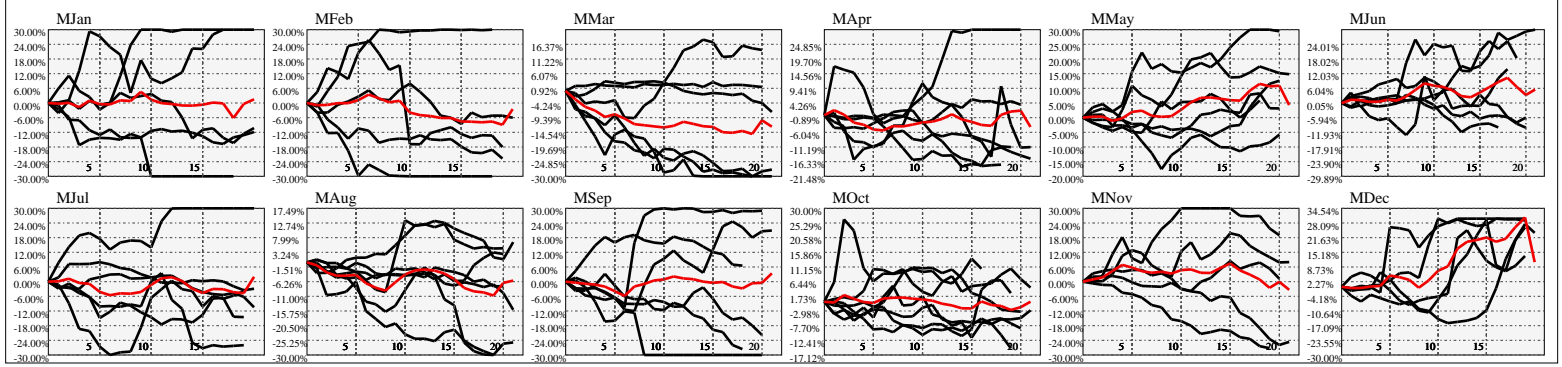 MJan MFeb MMar MApr MMay MJun
30.00% 30.00% 30.00%
16.37% 24.85% 24.01%
24.00% 24.00% 25.00%
18.00% 18.00% 11.22% 19.70% 20.00% 18.02%
12.00% 12.00% 6.07% 14.56% 15.00% 12.03%
6.00% 6.00% 0.92% 9.41% 10.00% 6.04%
0.00% 0.00% -4.24% 4.26% 5.00% 0.05%
-6.00% -6.00% -9.39% -0.89% 0.00% -5.94%
-12.00% -12.00% -14.54% -6.04% -5.00% -11.93%
-18.00% -18.00% -19.69% -11.19% -10.00% -17.91%
-24.00% -24.00% -24.85% -16.33% -15.00% -23.90%
5 10 15 5 10 15 5 10 15 20 5 10 15 20 5 10 15 20 5 10 15 20
-30.00% -30.00% -30.00% -21.48% -20.00% -29.89%
MJul MAug MSep MOct MNov MDec
30.00% 17.49% 30.00% 30.00% 30.00% 34.54%
24.00% 12.74% 24.00% 25.29% 24.00% 28.09%
18.00% 7.99% 18.00% 20.58% 18.00% 21.63%
12.00% 3.24% 12.00% 15.86% 12.00% 15.18%
6.00% -1.51% 6.00% 11.15% 6.00% 8.73%
0.00% -6.26% 0.00% 6.44% 0.00% 2.27%
-6.00% -11.00% -6.00% 1.73% -6.00% -4.18%
-12.00% -15.75% -12.00% -2.98% -12.00% -10.64%
-18.00% -20.50% -18.00% -7.70% -18.00% -17.09%
-24.00% -25.25% -24.00% -12.41% -24.00% -23.55%
5 10 15 5 10 15 20 5 10 15 20 5 10 15 20 5 10 15 20 5 10 15
-30.00% -30.00% -30.00% -17.12% -30.00% -30.00%